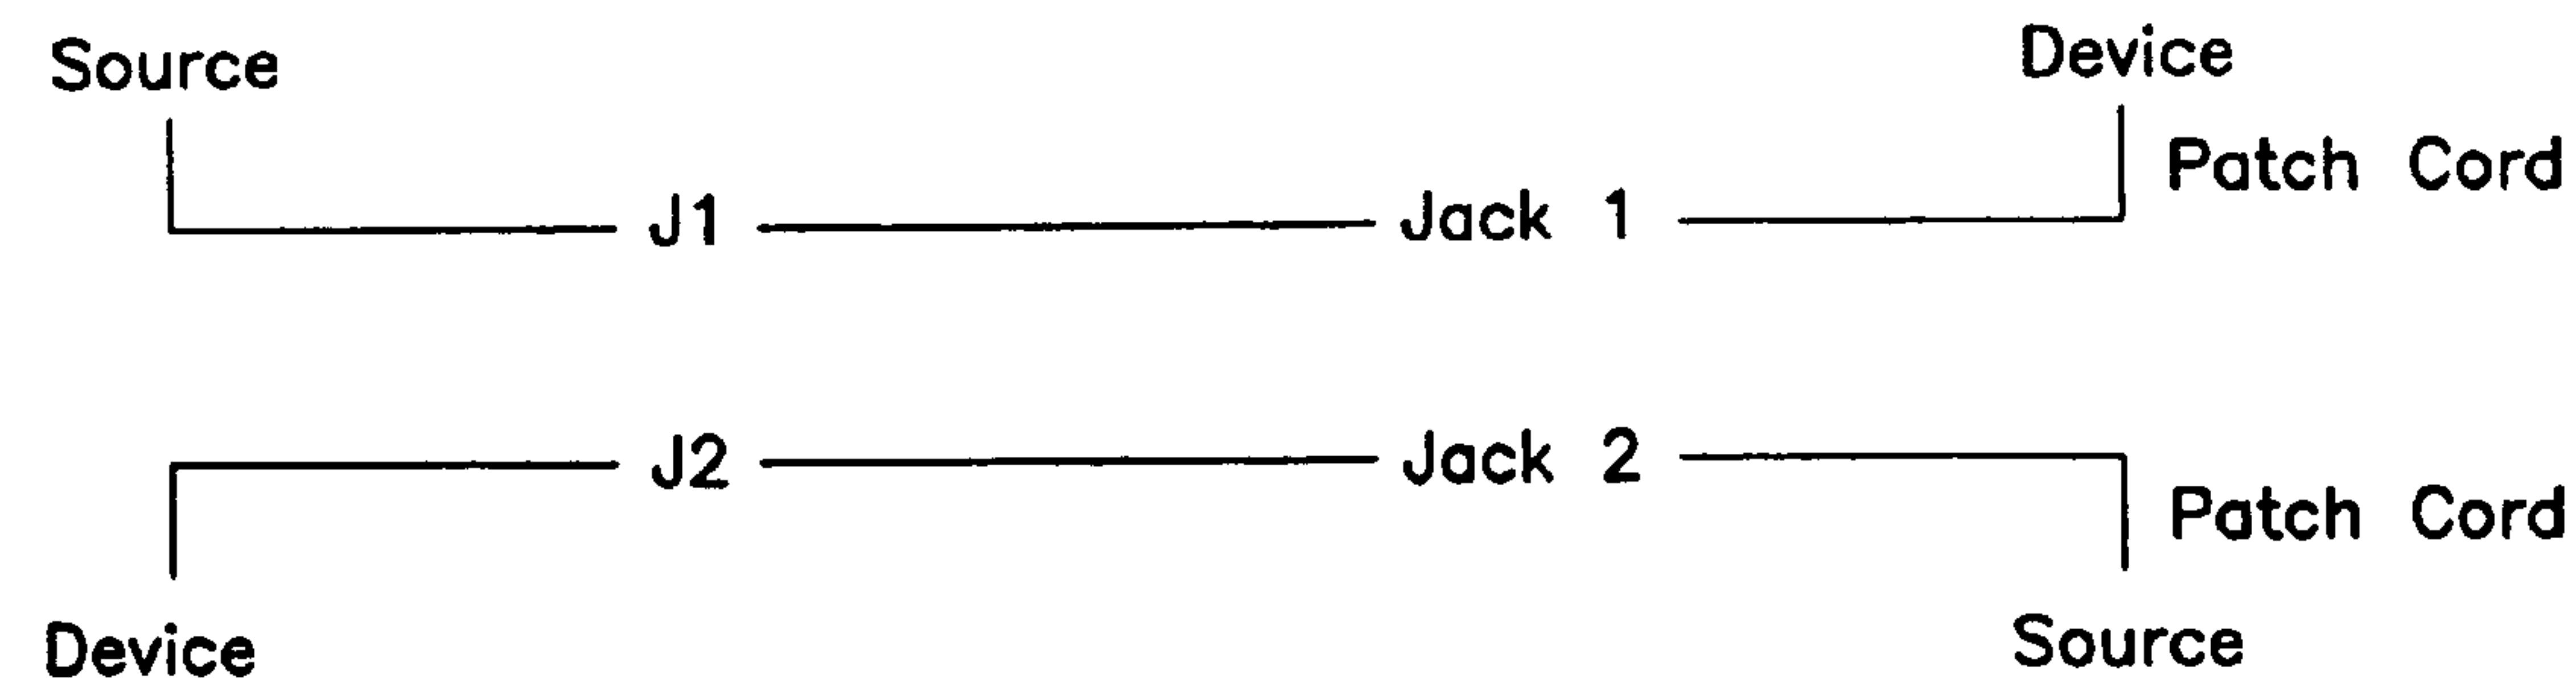 Source Device
Patch Cord
J1 Jack 1
J2 Jack 2
Patch Cord
Device Source